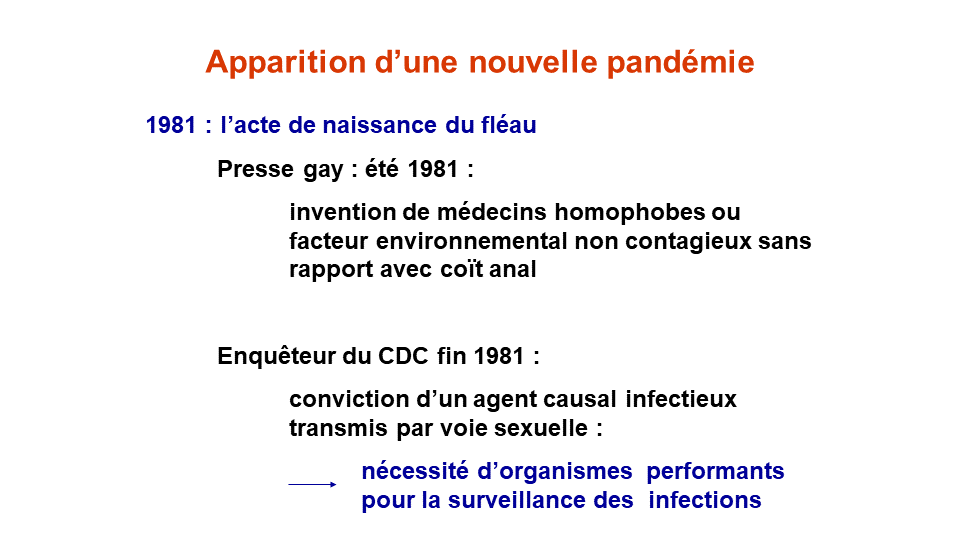 Apparition d’une nouvelle pandémie
1981 : l’acte de naissance du fléau
Presse gay : été 1981 :
invention de médecins homophobes ou
facteur environnemental non contagieux sans
rapport avec coït anal
Enquêteur du CDC fin 1981 :
conviction d’un agent causal infectieux
transmis par voie sexuelle :
nécessité d’organismes performants
pour la surveillance des infections